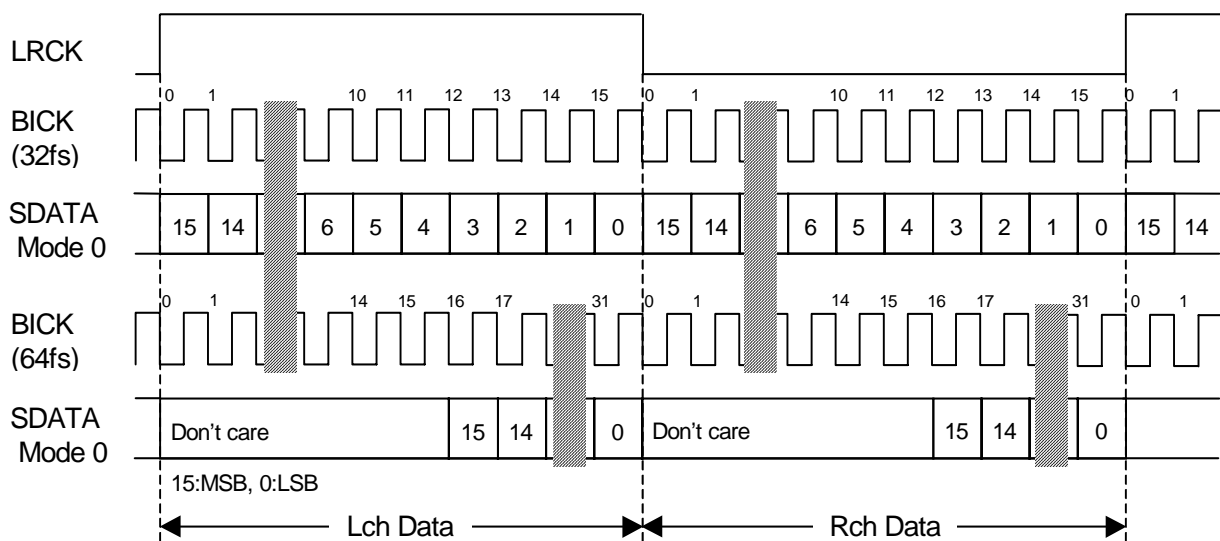 LRCK
0 1 10 11 12 13 14 15 0 1 10 11 12 13 14 15 0 1
BICK
(32fs)
SDATA
Mode 0
15 14 6 5 4 3 2 1 0 15 14 6 5 4 3 2 1 0 15 14
0 1 14 15 16 17 31 0 1 14 15 16 17 31 0 1
BICK
(64fs)
SDATA
Mode 0
Don't care 15 14 0 Don't care 15 14 0
15:MSB, 0:LSB
Lch Data Rch Data